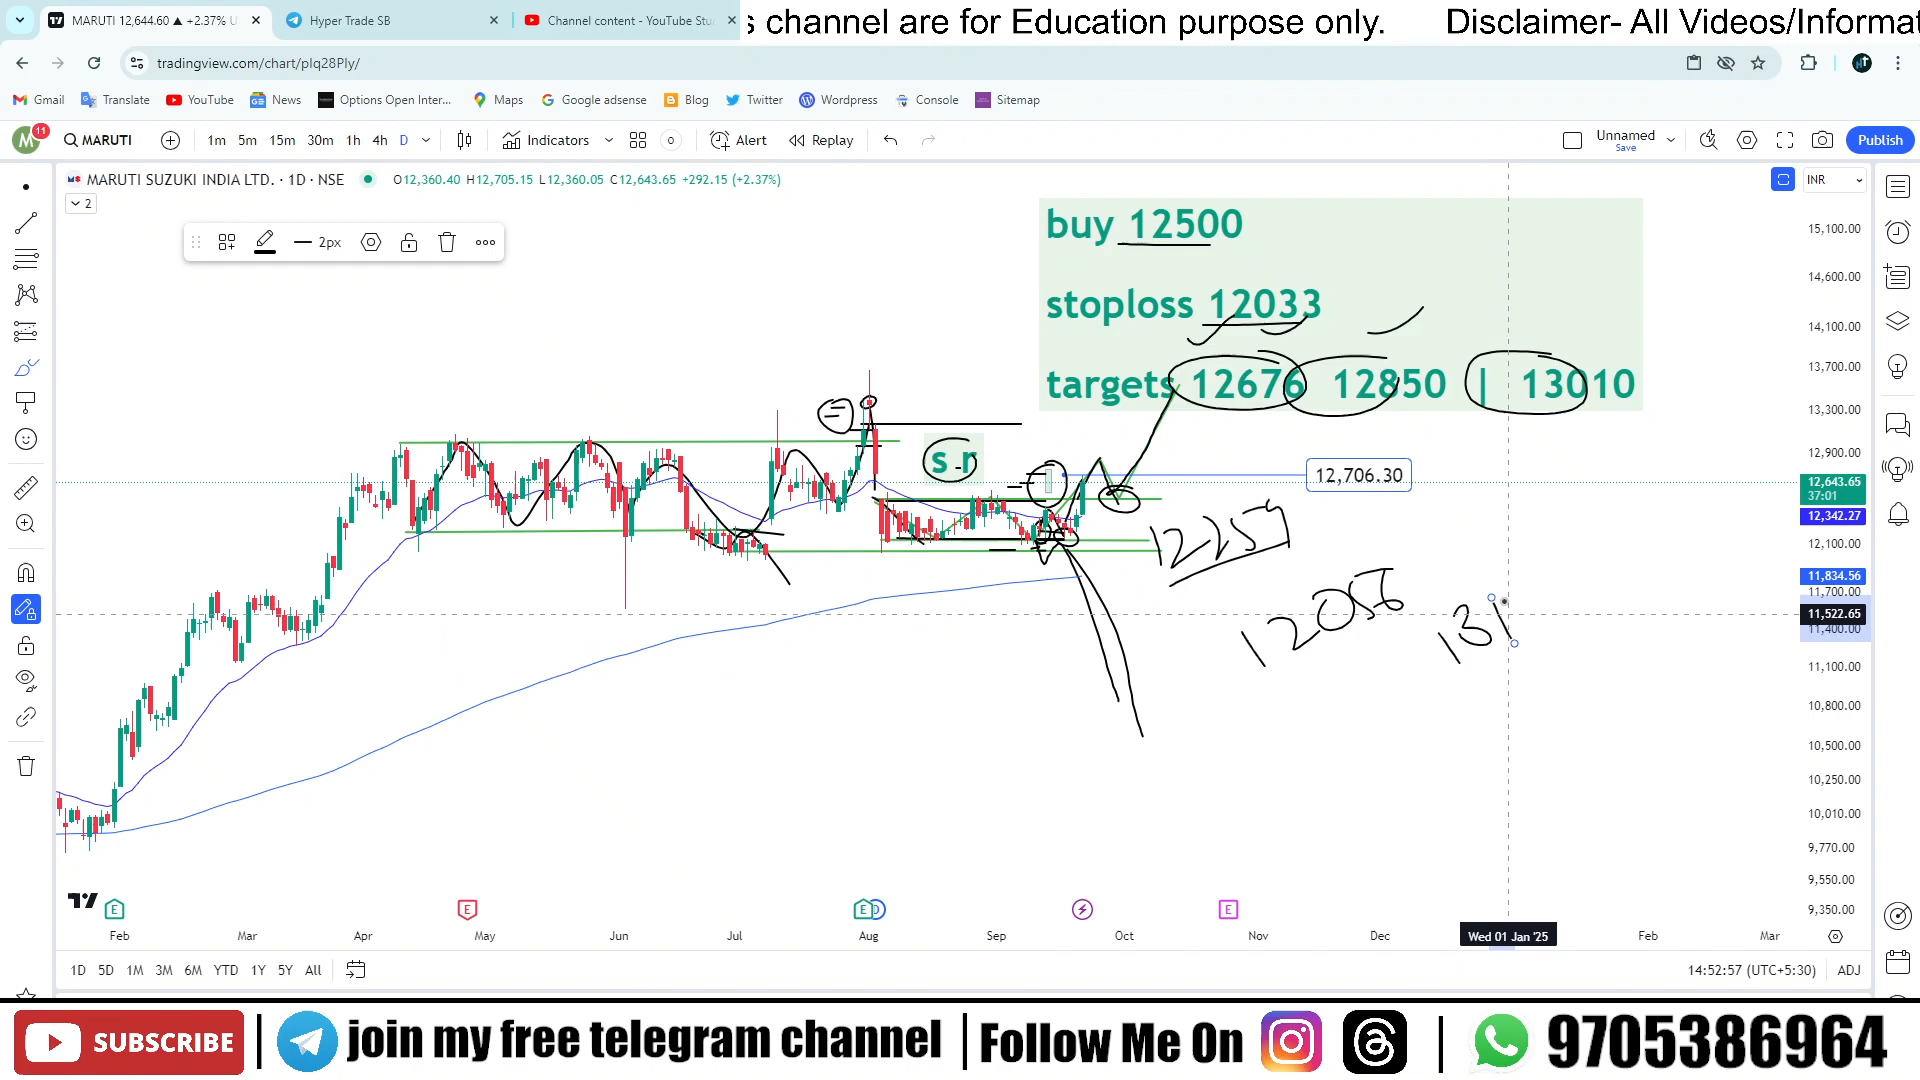 MARUTI 12,644.60 ▲ +2.37% U
Hyper Trade SB
Channel content - YouTube Stu
s channel are for Education purpose only.
Disclaimer- All Videos/Informat
tradingview.com/chart/pIq28Ply/
Gmail Translate YouTube News Options Open Inter... Maps Google adsense Blog Twitter Wordpress Console Sitemap
M 11 MARUTI 1m 5m 15m 30m 1h 4h D Indicators Alert Replay Unnamed Save Publish
MARUTI SUZUKI INDIA LTD. · 1D · NSE O12,360.40 H12,705.15 L12,360.05 C12,643.65 +292.15 (+2.37%)
INR
2
2px
buy 12500
stoploss 12033
targets 12676 12850 | 13010
s r
12,706.30
12259
12056
131
15,100.00
14,600.00
14,100.00
13,700.00
13,300.00
12,900.00
12,643.65
37:01
12,342.27
12,100.00
11,834.56
11,700.00
11,522.65
11,400.00
11,100.00
10,800.00
10,500.00
10,250.00
10,010.00
9,770.00
9,550.00
9,350.00
E E E D E
Feb Mar Apr May Jun Jul Aug Sep Oct Nov Dec Wed 01 Jan '25 Feb Mar
1D 5D 1M 3M 6M YTD 1Y 5Y All
14:52:57 (UTC+5:30) ADJ
SUBSCRIBE | join my free telegram channel | Follow Me On | 9705386964